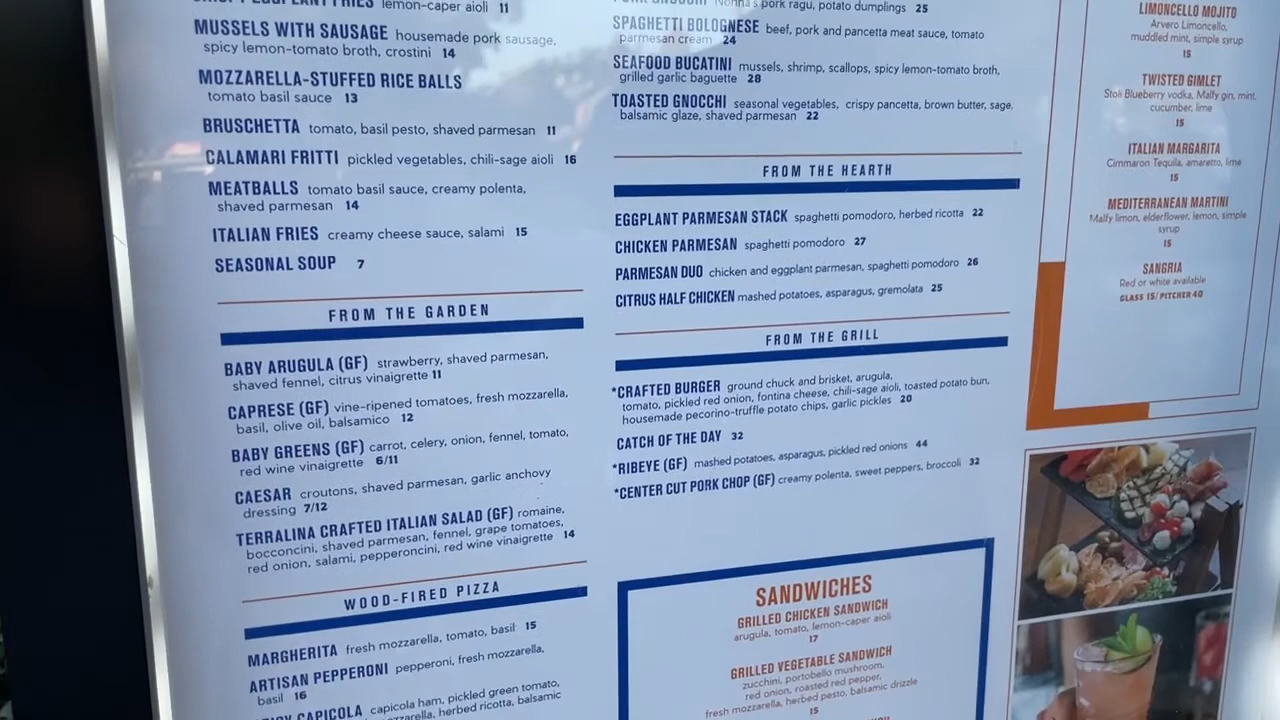 lemon-caper aioli 11
MUSSELS WITH SAUSAGE housemade pork sausage,
spicy lemon-tomato broth, crostini 14
MOZZARELLA-STUFFED RICE BALLS
tomato basil sauce 13
BRUSCHETTA tomato, basil pesto, shaved parmesan 11
CALAMARI FRITTI pickled vegetables, chili-sage aioli 16
MEATBALLS tomato basil sauce, creamy polenta,
shaved parmesan 14
ITALIAN FRIES creamy cheese sauce, salami 15
SEASONAL SOUP 7
FROM THE GARDEN
BABY ARUGULA (GF) strawberry, shaved parmesan,
shaved fennel, citrus vinaigrette 11
CAPRESE (GF) vine-ripened tomatoes, fresh mozzarella,
basil, olive oil, balsamico 12
BABY GREENS (GF) carrot, celery, onion, fennel, tomato,
red wine vinaigrette 6/11
CAESAR croutons, shaved parmesan, garlic anchovy
dressing 7/12
TERRALINA CRAFTED ITALIAN SALAD (GF) romaine,
bocconcini, shaved parmesan, fennel, grape tomatoes,
red onion, salami, pepperoncini, red wine vinaigrette 14
WOOD-FIRED PIZZA
MARGHERITA fresh mozzarella, tomato, basil 15
ARTISAN PEPPERONI pepperoni, fresh mozzarella,
basil 16
CAPICOLA capicola ham, pickled green tomato,
herbed ricotta, balsamic
pork ragu, potato dumplings 25
SPAGHETTI BOLOGNESE beef, pork and pancetta meat sauce, tomato
parmesan cream 24
SEAFOOD BUCATINI mussels, shrimp, scallops, spicy lemon-tomato broth,
grilled garlic baguette 28
TOASTED GNOCCHI seasonal vegetables, crispy pancetta, brown butter, sage,
balsamic glaze, shaved parmesan 22
FROM THE HEARTH
EGGPLANT PARMESAN STACK spaghetti pomodoro, herbed ricotta 22
CHICKEN PARMESAN spaghetti pomodoro 27
PARMESAN DUO chicken and eggplant parmesan, spaghetti pomodoro 26
CITRUS HALF CHICKEN mashed potatoes, asparagus, gremolata 25
FROM THE GRILL
*CRAFTED BURGER ground chuck and brisket, arugula,
tomato, pickled red onion, fontina cheese, chili-sage aioli, toasted potato bun,
housemade pecorino-truffle potato chips, garlic pickles 20
CATCH OF THE DAY 32
*RIBEYE (GF) mashed potatoes, asparagus, pickled red onions 44
*CENTER CUT PORK CHOP (GF) creamy polenta, sweet peppers, broccoli 32
SANDWICHES
GRILLED CHICKEN SANDWICH
arugula, tomato, lemon-caper aioli
17
GRILLED VEGETABLE SANDWICH
zucchini, portobello mushroom,
red onion, roasted red pepper,
fresh mozzarella, herbed pesto, balsamic drizzle
15
LIMONCELLO MOJITO
Arvero Limoncello,
muddled mint, simple syrup
15
TWISTED GIMLET
Stoli Blueberry vodka, Malfy gin, mint,
cucumber, lime
15
ITALIAN MARGARITA
Cimmaron Tequila, amaretto, lime
15
MEDITERRANEAN MARTINI
Malfy limon, elderflower, lemon, simple
syrup
15
SANGRIA
Red or white available
GLASS 15/ PITCHER 40